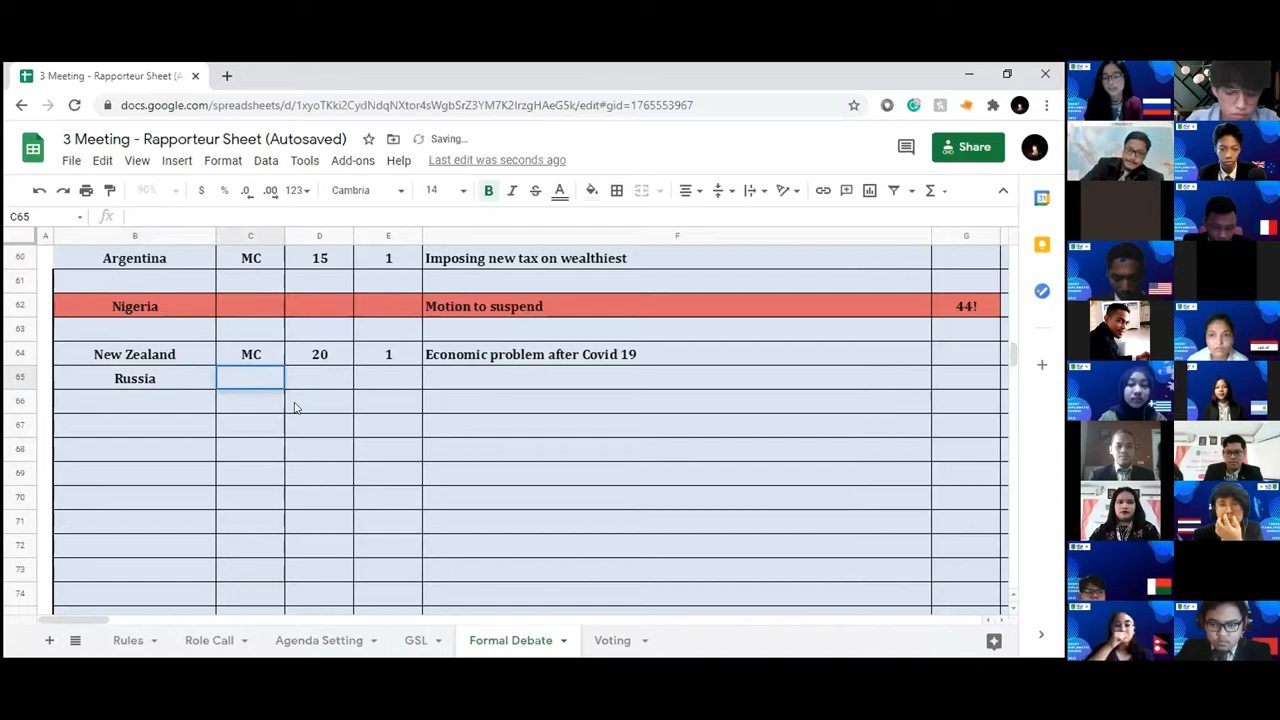 3 Meeting - Rapporteur Sheet (A
docs.google.com/spreadsheets/d/1xyoTKki2CydNGqNXtor4sWgbSrZ3YM7K2IrzgHAeG5k/edit#gid=1765553967
3 Meeting - Rapporteur Sheet (Autosaved) Saving...
File Edit View Insert Format Data Tools Add-ons Help Last edit was seconds ago
Share
90% $ % .0 .00 123 Cambria 14 B I S A
C65 fx
A B C D E F G
60 Argentina MC 15 1 Imposing new tax on wealthiest
61
62 Nigeria Motion to suspend 44!
63
64 New Zealand MC 20 1 Economic problem after Covid 19
65 Russia
66
67
68
69
70
71
72
73
74
Rules Role Call Agenda Setting GSL Formal Debate Voting